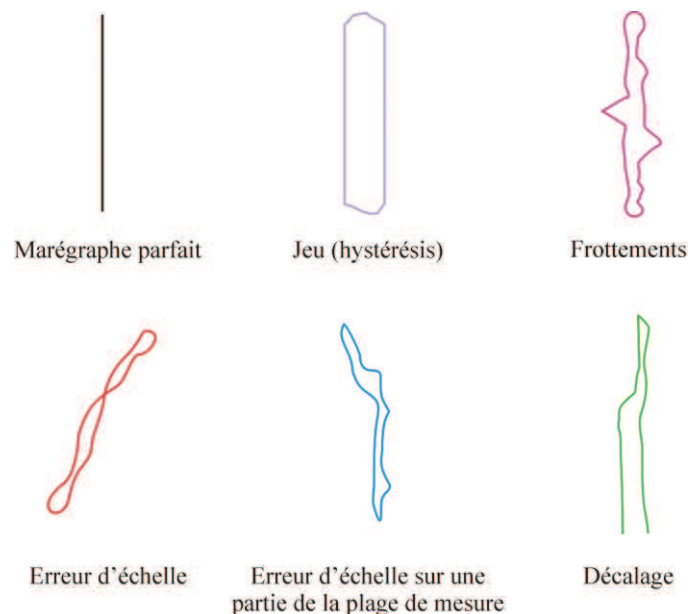 Marégraphe parfait
Jeu (hystérésis)
Frottements
Erreur d'échelle
Erreur d'échelle sur une
partie de la plage de mesure
Décalage